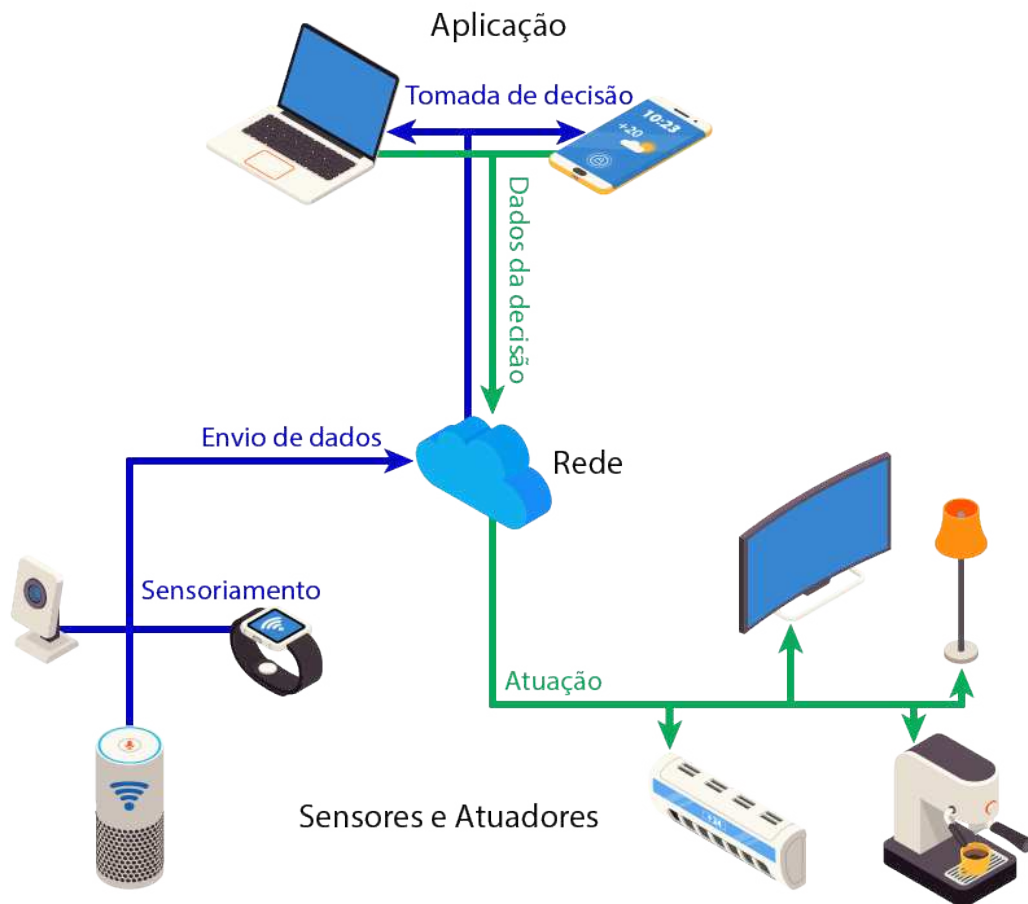 Aplicação
Tomada de decisão
10:23
+20
Dados da decisão
Envio de dados
Rede
Sensoriamento
Atuação
Sensores e Atuadores